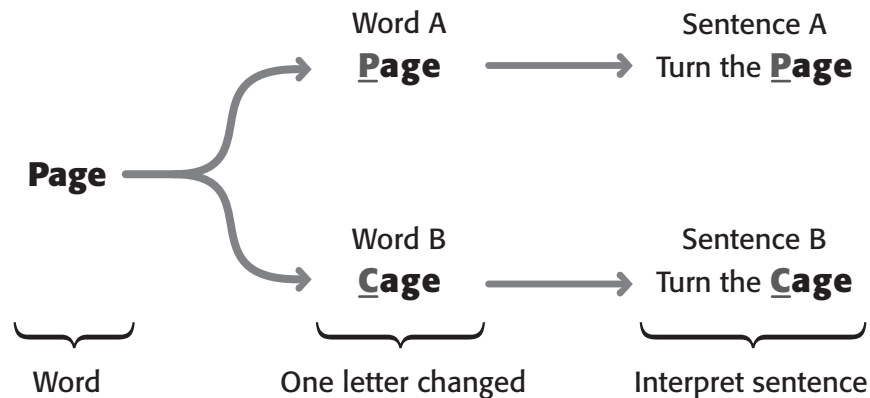 Word A
Page
Sentence A
Turn the Page
Page
Word B
Cage
Sentence B
Turn the Cage
Word
One letter changed
Interpret sentence